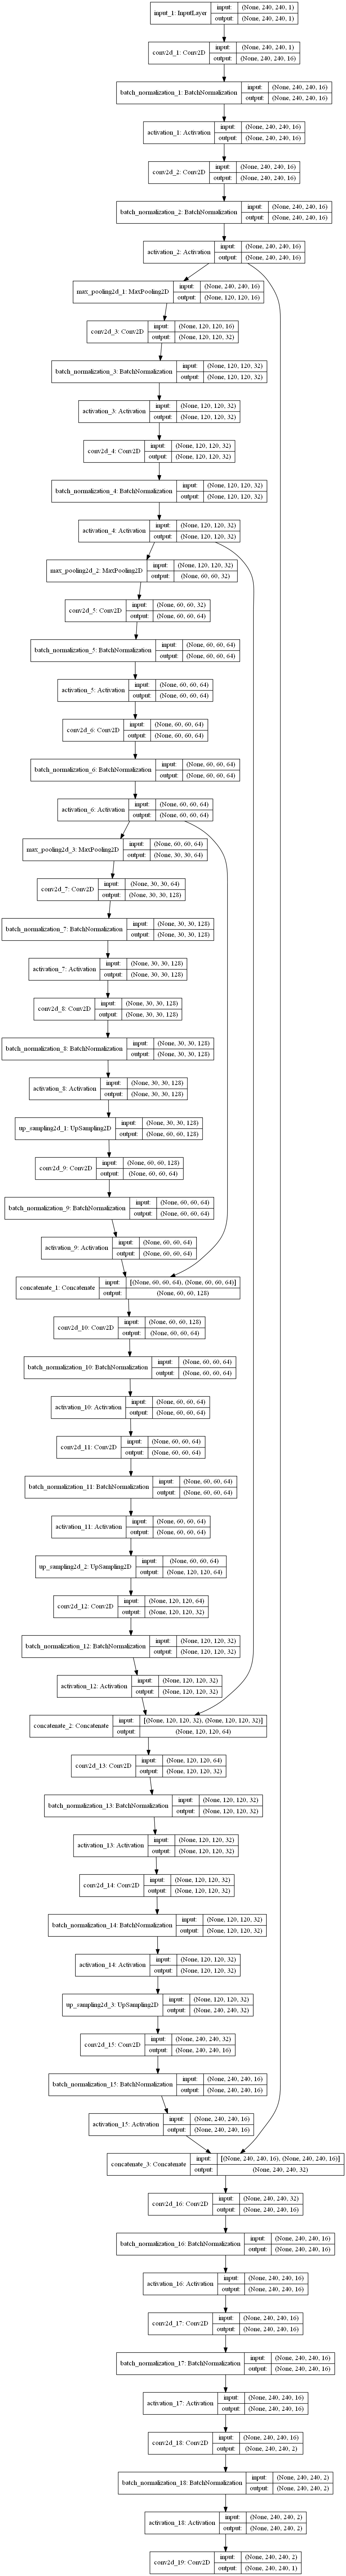 input_1: InputLayer input: (None, 240, 240, 1)
output: (None, 240, 240, 1)
conv2d_1: Conv2D input: (None, 240, 240, 1)
output: (None, 240, 240, 16)
batch_normalization_1: BatchNormalization input: (None, 240, 240, 16)
output: (None, 240, 240, 16)
activation_1: Activation input: (None, 240, 240, 16)
output: (None, 240, 240, 16)
conv2d_2: Conv2D input: (None, 240, 240, 16)
output: (None, 240, 240, 16)
batch_normalization_2: BatchNormalization input: (None, 240, 240, 16)
output: (None, 240, 240, 16)
activation_2: Activation input: (None, 240, 240, 16)
output: (None, 240, 240, 16)
max_pooling2d_1: MaxPooling2D input: (None, 240, 240, 16)
output: (None, 120, 120, 16)
conv2d_3: Conv2D input: (None, 120, 120, 16)
output: (None, 120, 120, 32)
batch_normalization_3: BatchNormalization input: (None, 120, 120, 32)
output: (None, 120, 120, 32)
activation_3: Activation input: (None, 120, 120, 32)
output: (None, 120, 120, 32)
conv2d_4: Conv2D input: (None, 120, 120, 32)
output: (None, 120, 120, 32)
batch_normalization_4: BatchNormalization input: (None, 120, 120, 32)
output: (None, 120, 120, 32)
activation_4: Activation input: (None, 120, 120, 32)
output: (None, 120, 120, 32)
max_pooling2d_2: MaxPooling2D input: (None, 120, 120, 32)
output: (None, 60, 60, 32)
conv2d_5: Conv2D input: (None, 60, 60, 32)
output: (None, 60, 60, 64)
batch_normalization_5: BatchNormalization input: (None, 60, 60, 64)
output: (None, 60, 60, 64)
activation_5: Activation input: (None, 60, 60, 64)
output: (None, 60, 60, 64)
conv2d_6: Conv2D input: (None, 60, 60, 64)
output: (None, 60, 60, 64)
batch_normalization_6: BatchNormalization input: (None, 60, 60, 64)
output: (None, 60, 60, 64)
activation_6: Activation input: (None, 60, 60, 64)
output: (None, 60, 60, 64)
max_pooling2d_3: MaxPooling2D input: (None, 60, 60, 64)
output: (None, 30, 30, 64)
conv2d_7: Conv2D input: (None, 30, 30, 64)
output: (None, 30, 30, 128)
batch_normalization_7: BatchNormalization input: (None, 30, 30, 128)
output: (None, 30, 30, 128)
activation_7: Activation input: (None, 30, 30, 128)
output: (None, 30, 30, 128)
conv2d_8: Conv2D input: (None, 30, 30, 128)
output: (None, 30, 30, 128)
batch_normalization_8: BatchNormalization input: (None, 30, 30, 128)
output: (None, 30, 30, 128)
activation_8: Activation input: (None, 30, 30, 128)
output: (None, 30, 30, 128)
up_sampling2d_1: UpSampling2D input: (None, 30, 30, 128)
output: (None, 60, 60, 128)
conv2d_9: Conv2D input: (None, 60, 60, 128)
output: (None, 60, 60, 64)
batch_normalization_9: BatchNormalization input: (None, 60, 60, 64)
output: (None, 60, 60, 64)
activation_9: Activation input: (None, 60, 60, 64)
output: (None, 60, 60, 64)
concatenate_1: Concatenate input: [(None, 60, 60, 64), (None, 60, 60, 64)]
output: (None, 60, 60, 128)
conv2d_10: Conv2D input: (None, 60, 60, 128)
output: (None, 60, 60, 64)
batch_normalization_10: BatchNormalization input: (None, 60, 60, 64)
output: (None, 60, 60, 64)
activation_10: Activation input: (None, 60, 60, 64)
output: (None, 60, 60, 64)
conv2d_11: Conv2D input: (None, 60, 60, 64)
output: (None, 60, 60, 64)
batch_normalization_11: BatchNormalization input: (None, 60, 60, 64)
output: (None, 60, 60, 64)
activation_11: Activation input: (None, 60, 60, 64)
output: (None, 60, 60, 64)
up_sampling2d_2: UpSampling2D input: (None, 60, 60, 64)
output: (None, 120, 120, 64)
conv2d_12: Conv2D input: (None, 120, 120, 64)
output: (None, 120, 120, 32)
batch_normalization_12: BatchNormalization input: (None, 120, 120, 32)
output: (None, 120, 120, 32)
activation_12: Activation input: (None, 120, 120, 32)
output: (None, 120, 120, 32)
concatenate_2: Concatenate input: [(None, 120, 120, 32), (None, 120, 120, 32)]
output: (None, 120, 120, 64)
conv2d_13: Conv2D input: (None, 120, 120, 64)
output: (None, 120, 120, 32)
batch_normalization_13: BatchNormalization input: (None, 120, 120, 32)
output: (None, 120, 120, 32)
activation_13: Activation input: (None, 120, 120, 32)
output: (None, 120, 120, 32)
conv2d_14: Conv2D input: (None, 120, 120, 32)
output: (None, 120, 120, 32)
batch_normalization_14: BatchNormalization input: (None, 120, 120, 32)
output: (None, 120, 120, 32)
activation_14: Activation input: (None, 120, 120, 32)
output: (None, 120, 120, 32)
up_sampling2d_3: UpSampling2D input: (None, 120, 120, 32)
output: (None, 240, 240, 32)
conv2d_15: Conv2D input: (None, 240, 240, 32)
output: (None, 240, 240, 16)
batch_normalization_15: BatchNormalization input: (None, 240, 240, 16)
output: (None, 240, 240, 16)
activation_15: Activation input: (None, 240, 240, 16)
output: (None, 240, 240, 16)
concatenate_3: Concatenate input: [(None, 240, 240, 16), (None, 240, 240, 16)]
output: (None, 240, 240, 32)
conv2d_16: Conv2D input: (None, 240, 240, 32)
output: (None, 240, 240, 16)
batch_normalization_16: BatchNormalization input: (None, 240, 240, 16)
output: (None, 240, 240, 16)
activation_16: Activation input: (None, 240, 240, 16)
output: (None, 240, 240, 16)
conv2d_17: Conv2D input: (None, 240, 240, 16)
output: (None, 240, 240, 16)
batch_normalization_17: BatchNormalization input: (None, 240, 240, 16)
output: (None, 240, 240, 16)
activation_17: Activation input: (None, 240, 240, 16)
output: (None, 240, 240, 16)
conv2d_18: Conv2D input: (None, 240, 240, 16)
output: (None, 240, 240, 2)
batch_normalization_18: BatchNormalization input: (None, 240, 240, 2)
output: (None, 240, 240, 2)
activation_18: Activation input: (None, 240, 240, 2)
output: (None, 240, 240, 2)
conv2d_19: Conv2D input: (None, 240, 240, 2)
output: (None, 240, 240, 1)